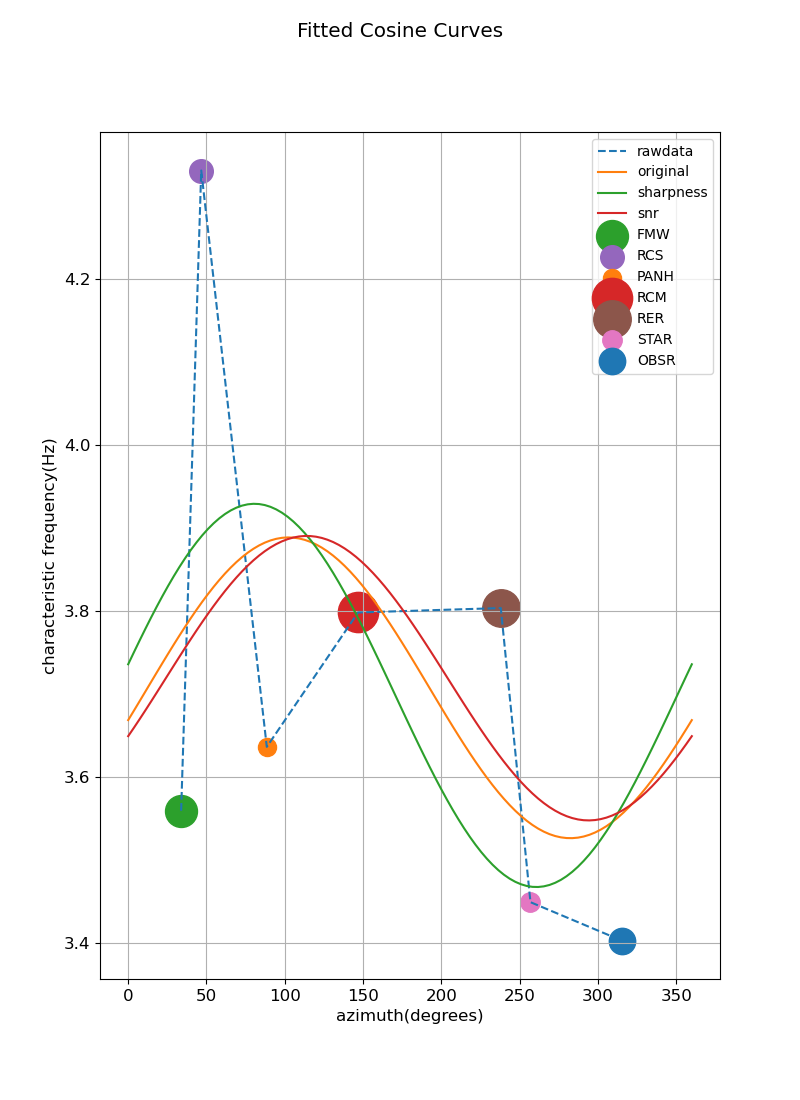 Fitted Cosine Curves
rawdata
original
sharpness
snr
FMW
RCS
PANH
RCM
RER
STAR
OBSR
4.2
4.0
3.8
3.6
3.4
characteristic frequency(Hz)
0 50 100 150 200 250 300 350
azimuth(degrees)